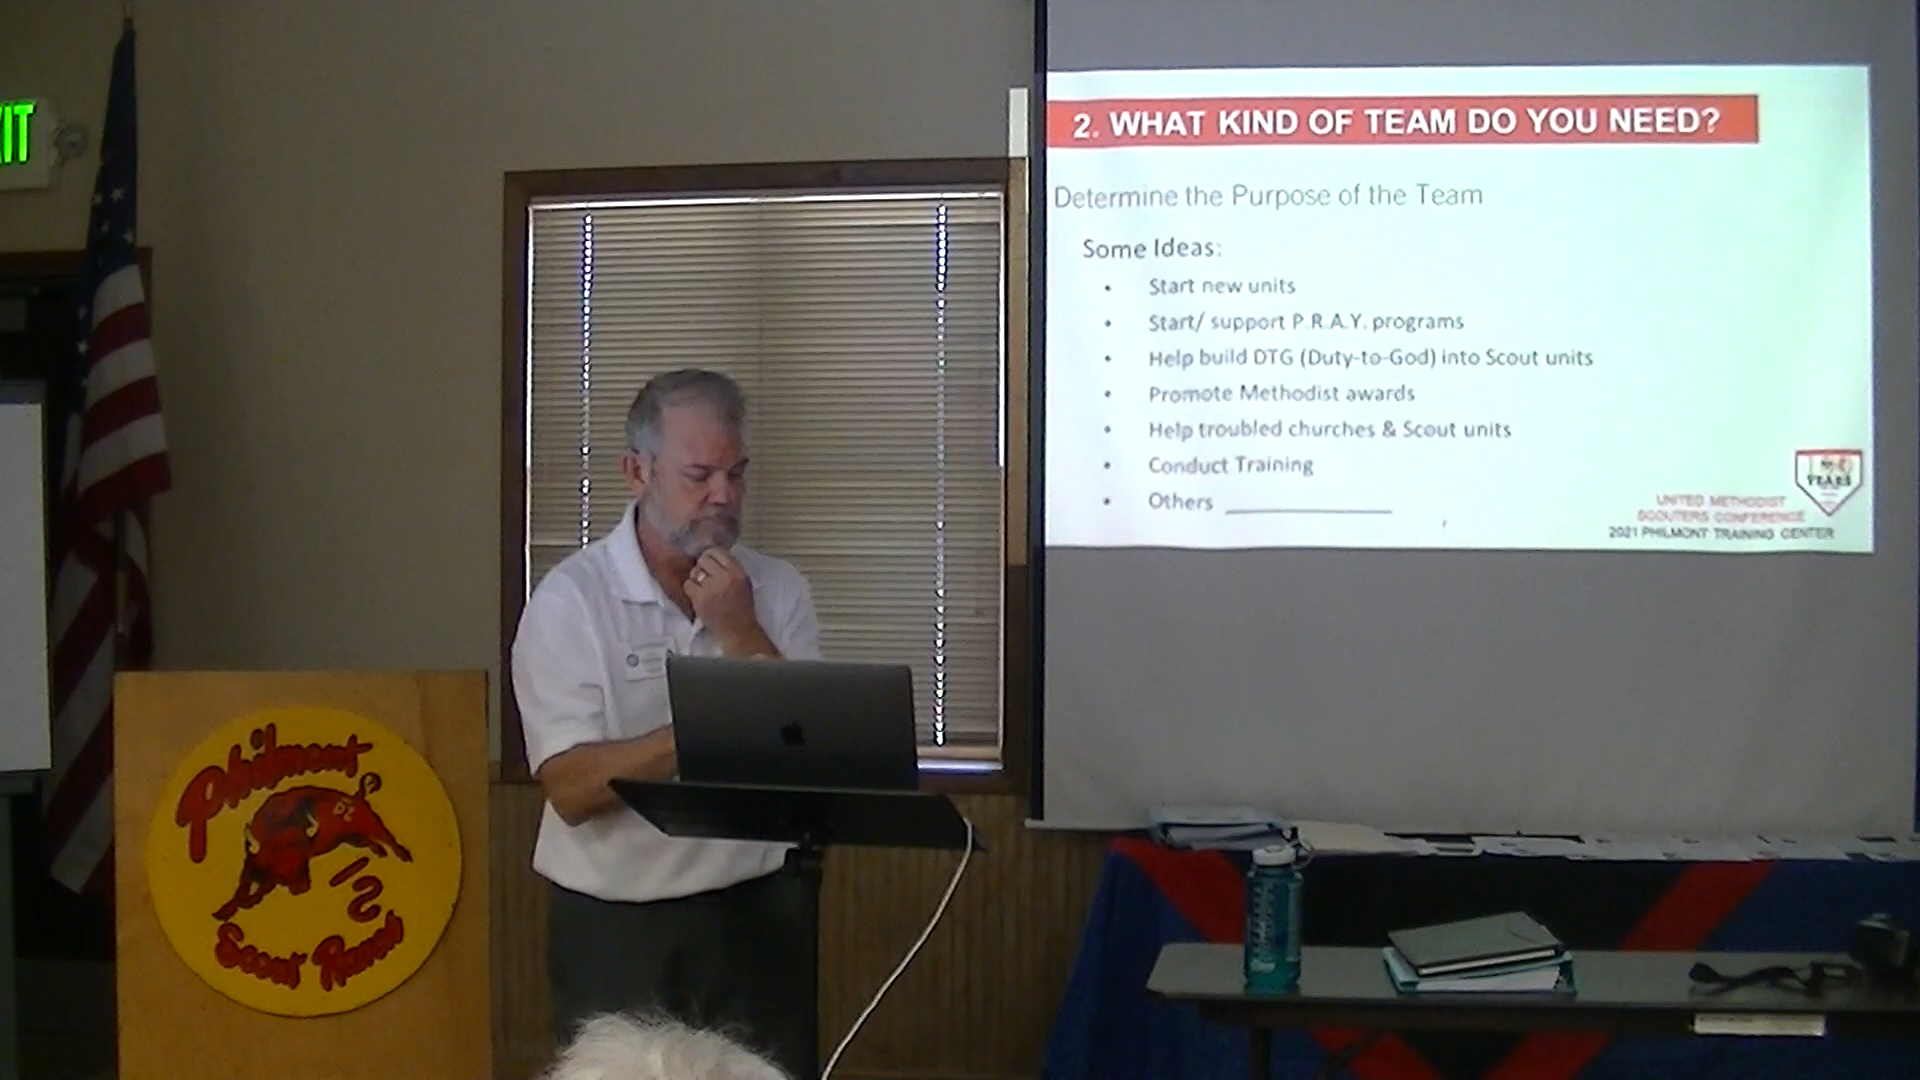 XIT
2. WHAT KIND OF TEAM DO YOU NEED?
Determine the Purpose of the Team
Some Ideas:
• Start new units
• Start/ support P.R.A.Y. programs
• Help build DTG (Duty-to-God) into Scout units
• Promote Methodist awards
• Help troubled churches & Scout units
• Conduct Training
• Others ____________
YEARS
UNITED METHODIST
SCOUTERS CONFERENCE
2021 PHILMONT TRAINING CENTER
Philmont
Scout Ranch